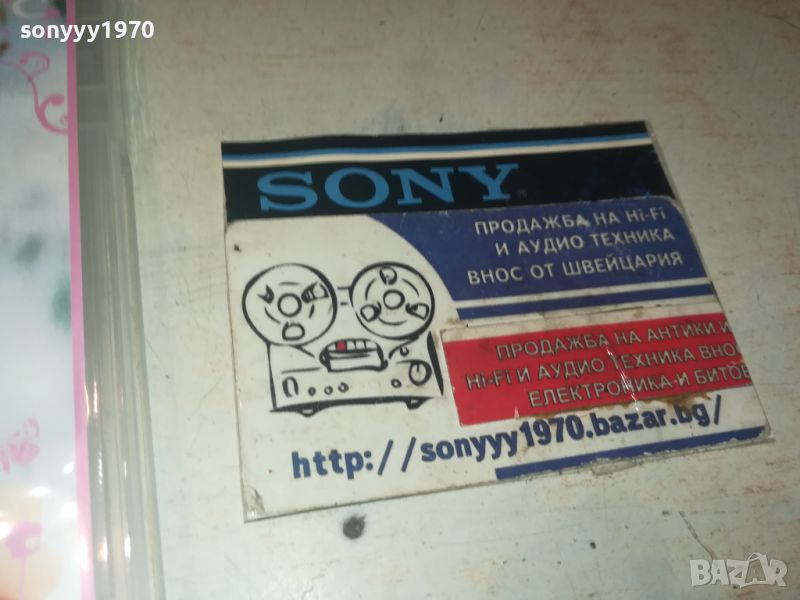 sonyyy1970
SONY
ПРОДАЖБА НА Hi-Fi
И АУДИО ТЕХНИКА
ВНОС ОТ ШВЕЙЦАРИЯ
ПРОДАЖБА НА АНТИКИ И
Hi-Fi И АУДИО ТЕХНИКА ВНО
ЕЛЕКТРОНИКА И БИТОВ
http://sonyyy1970.bazar.bg/
BAZAR